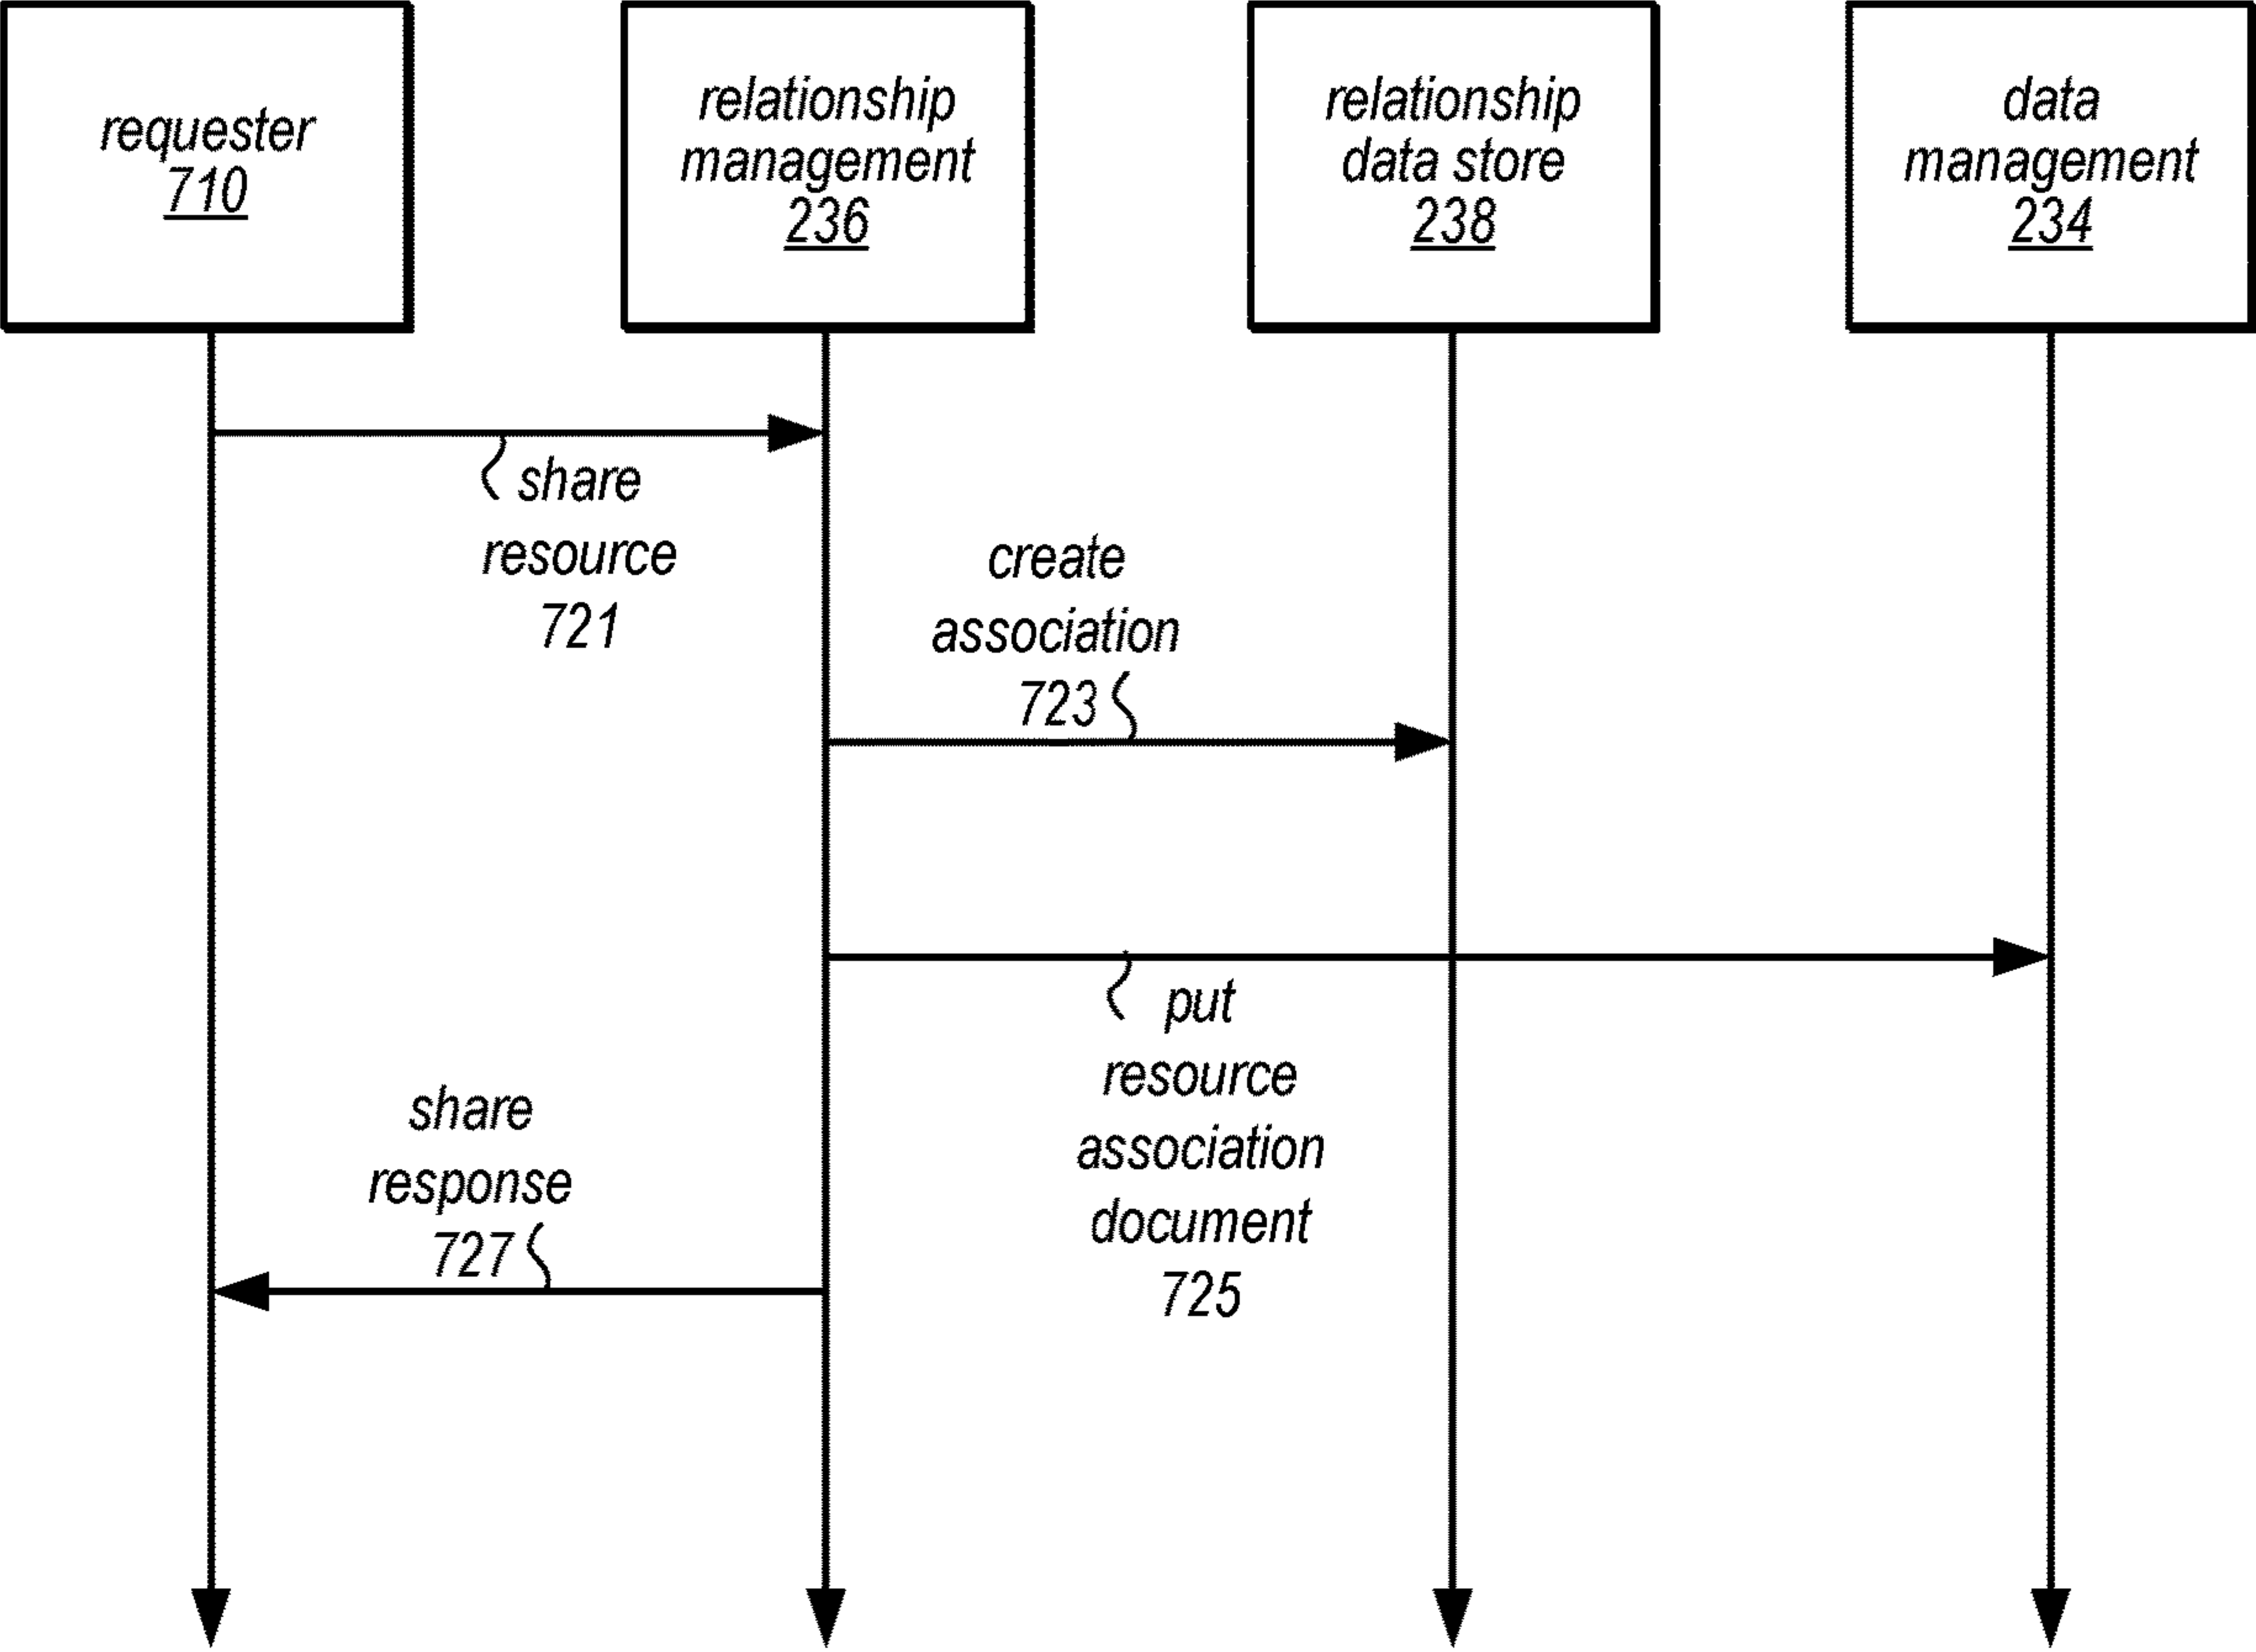 requester
710
relationship
management
236
relationship
data store
238
data
management
234
share
resource
721
create
association
723
put
resource
association
document
725
share
response
727